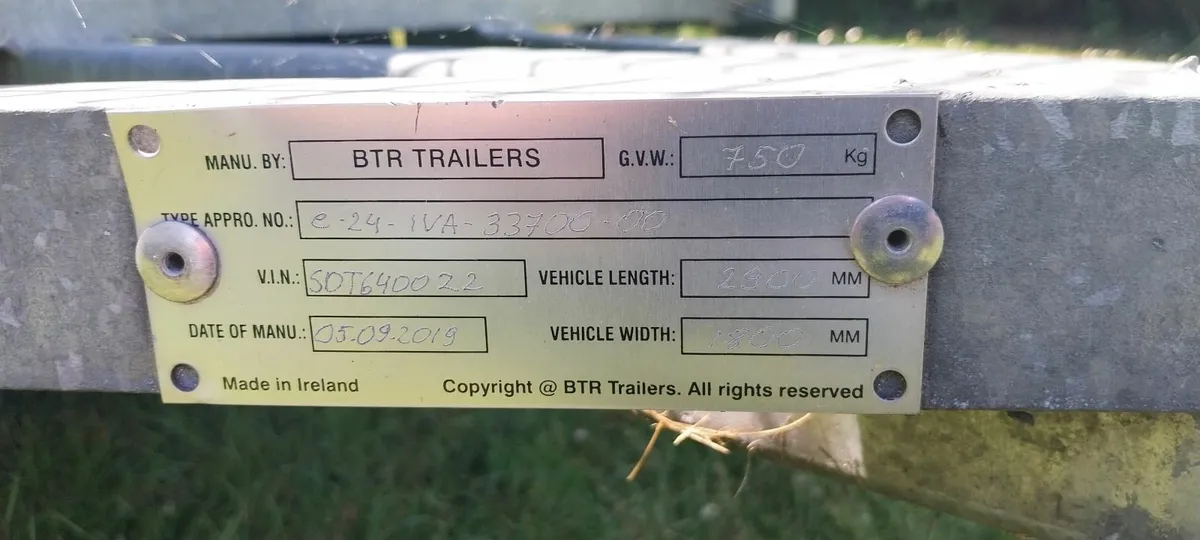 MANU. BY: BTR TRAILERS G.V.W.: 750 Kg
TYPE APPRO. NO.: e-24-IVA-33700-00
V.I.N.: SDT640022 VEHICLE LENGTH: 2900 MM
DATE OF MANU.: 05.09.2019 VEHICLE WIDTH: 1800 MM
Made in Ireland Copyright @ BTR Trailers. All rights reserved